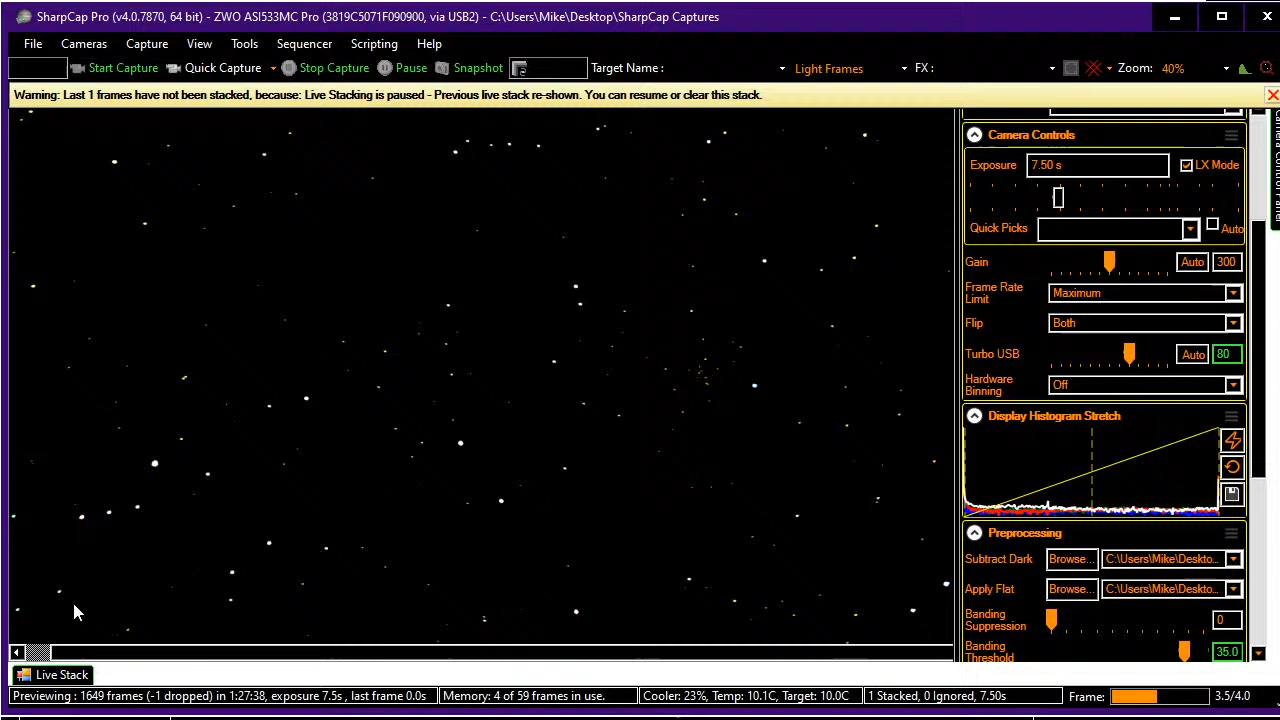 SharpCap Pro (v4.0.7870, 64 bit) - ZWO ASI533MC Pro (3819C5071F090900, via USB2) - C:\Users\Mike\Desktop\SharpCap Captures
File Cameras Capture View Tools Sequencer Scripting Help
Start Capture Quick Capture Stop Capture Pause Snapshot Target Name : Light Frames FX : Zoom: 40%
Warning: Last 1 frames have not been stacked, because: Live Stacking is paused - Previous live stack re-shown. You can resume or clear this stack.
Camera Controls
Exposure 7.50 s LX Mode
Quick Picks Auto
Gain Auto 300
Frame Rate
Limit Maximum
Flip Both
Turbo USB Auto 80
Hardware
Binning Off
Display Histogram Stretch
Preprocessing
Subtract Dark Browse... C:\Users\Mike\Deskto...
Apply Flat Browse... C:\Users\Mike\Deskto...
Banding
Suppression 0
Banding
Threshold 35.0
Live Stack
Previewing : 1649 frames (-1 dropped) in 1:27:38, exposure 7.5s , last frame 0.0s Memory: 4 of 59 frames in use. Cooler: 23%, Temp: 10.1C, Target: 10.0C 1 Stacked, 0 Ignored, 7.50s Frame: 3.5/4.0